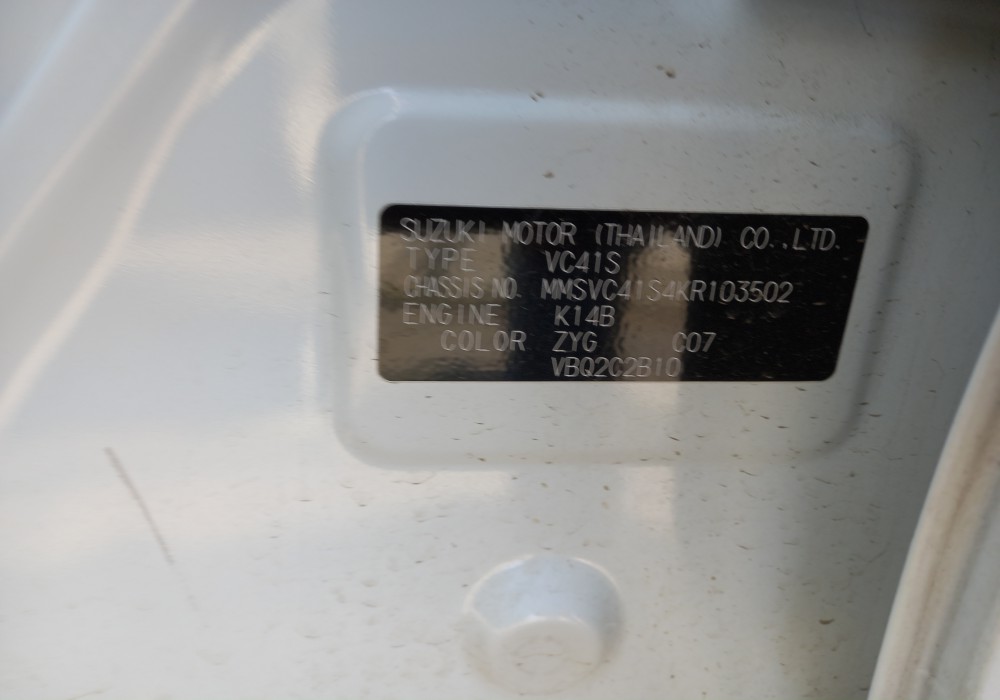 SUZUKI MOTOR (THAILAND) CO.,LTD.
TYPE VC41S
CHASSIS NO. MMSVC41S4KR103502
ENGINE K14B
COLOR ZYG C07
VBQ2C2B10